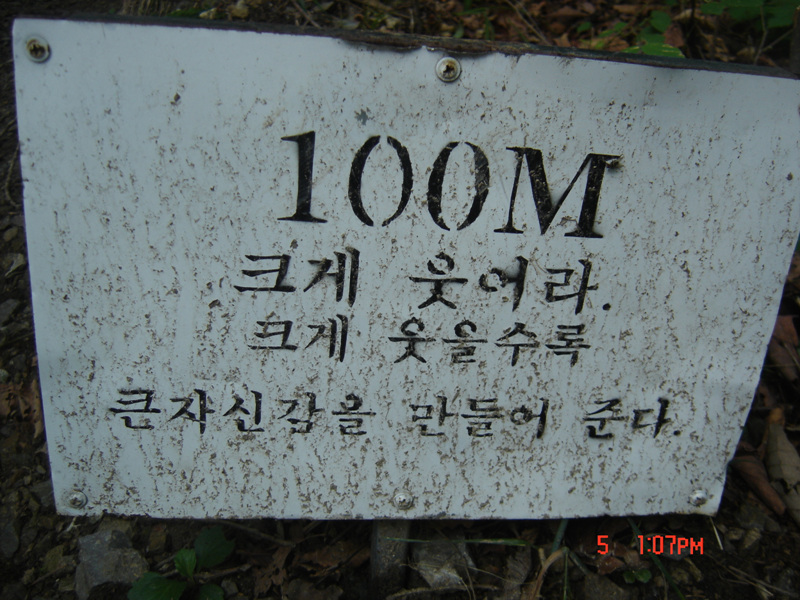 100M
크게 웃어라.
크게 웃을수록
큰자신감을 만들어 준다.
5 1:07PM